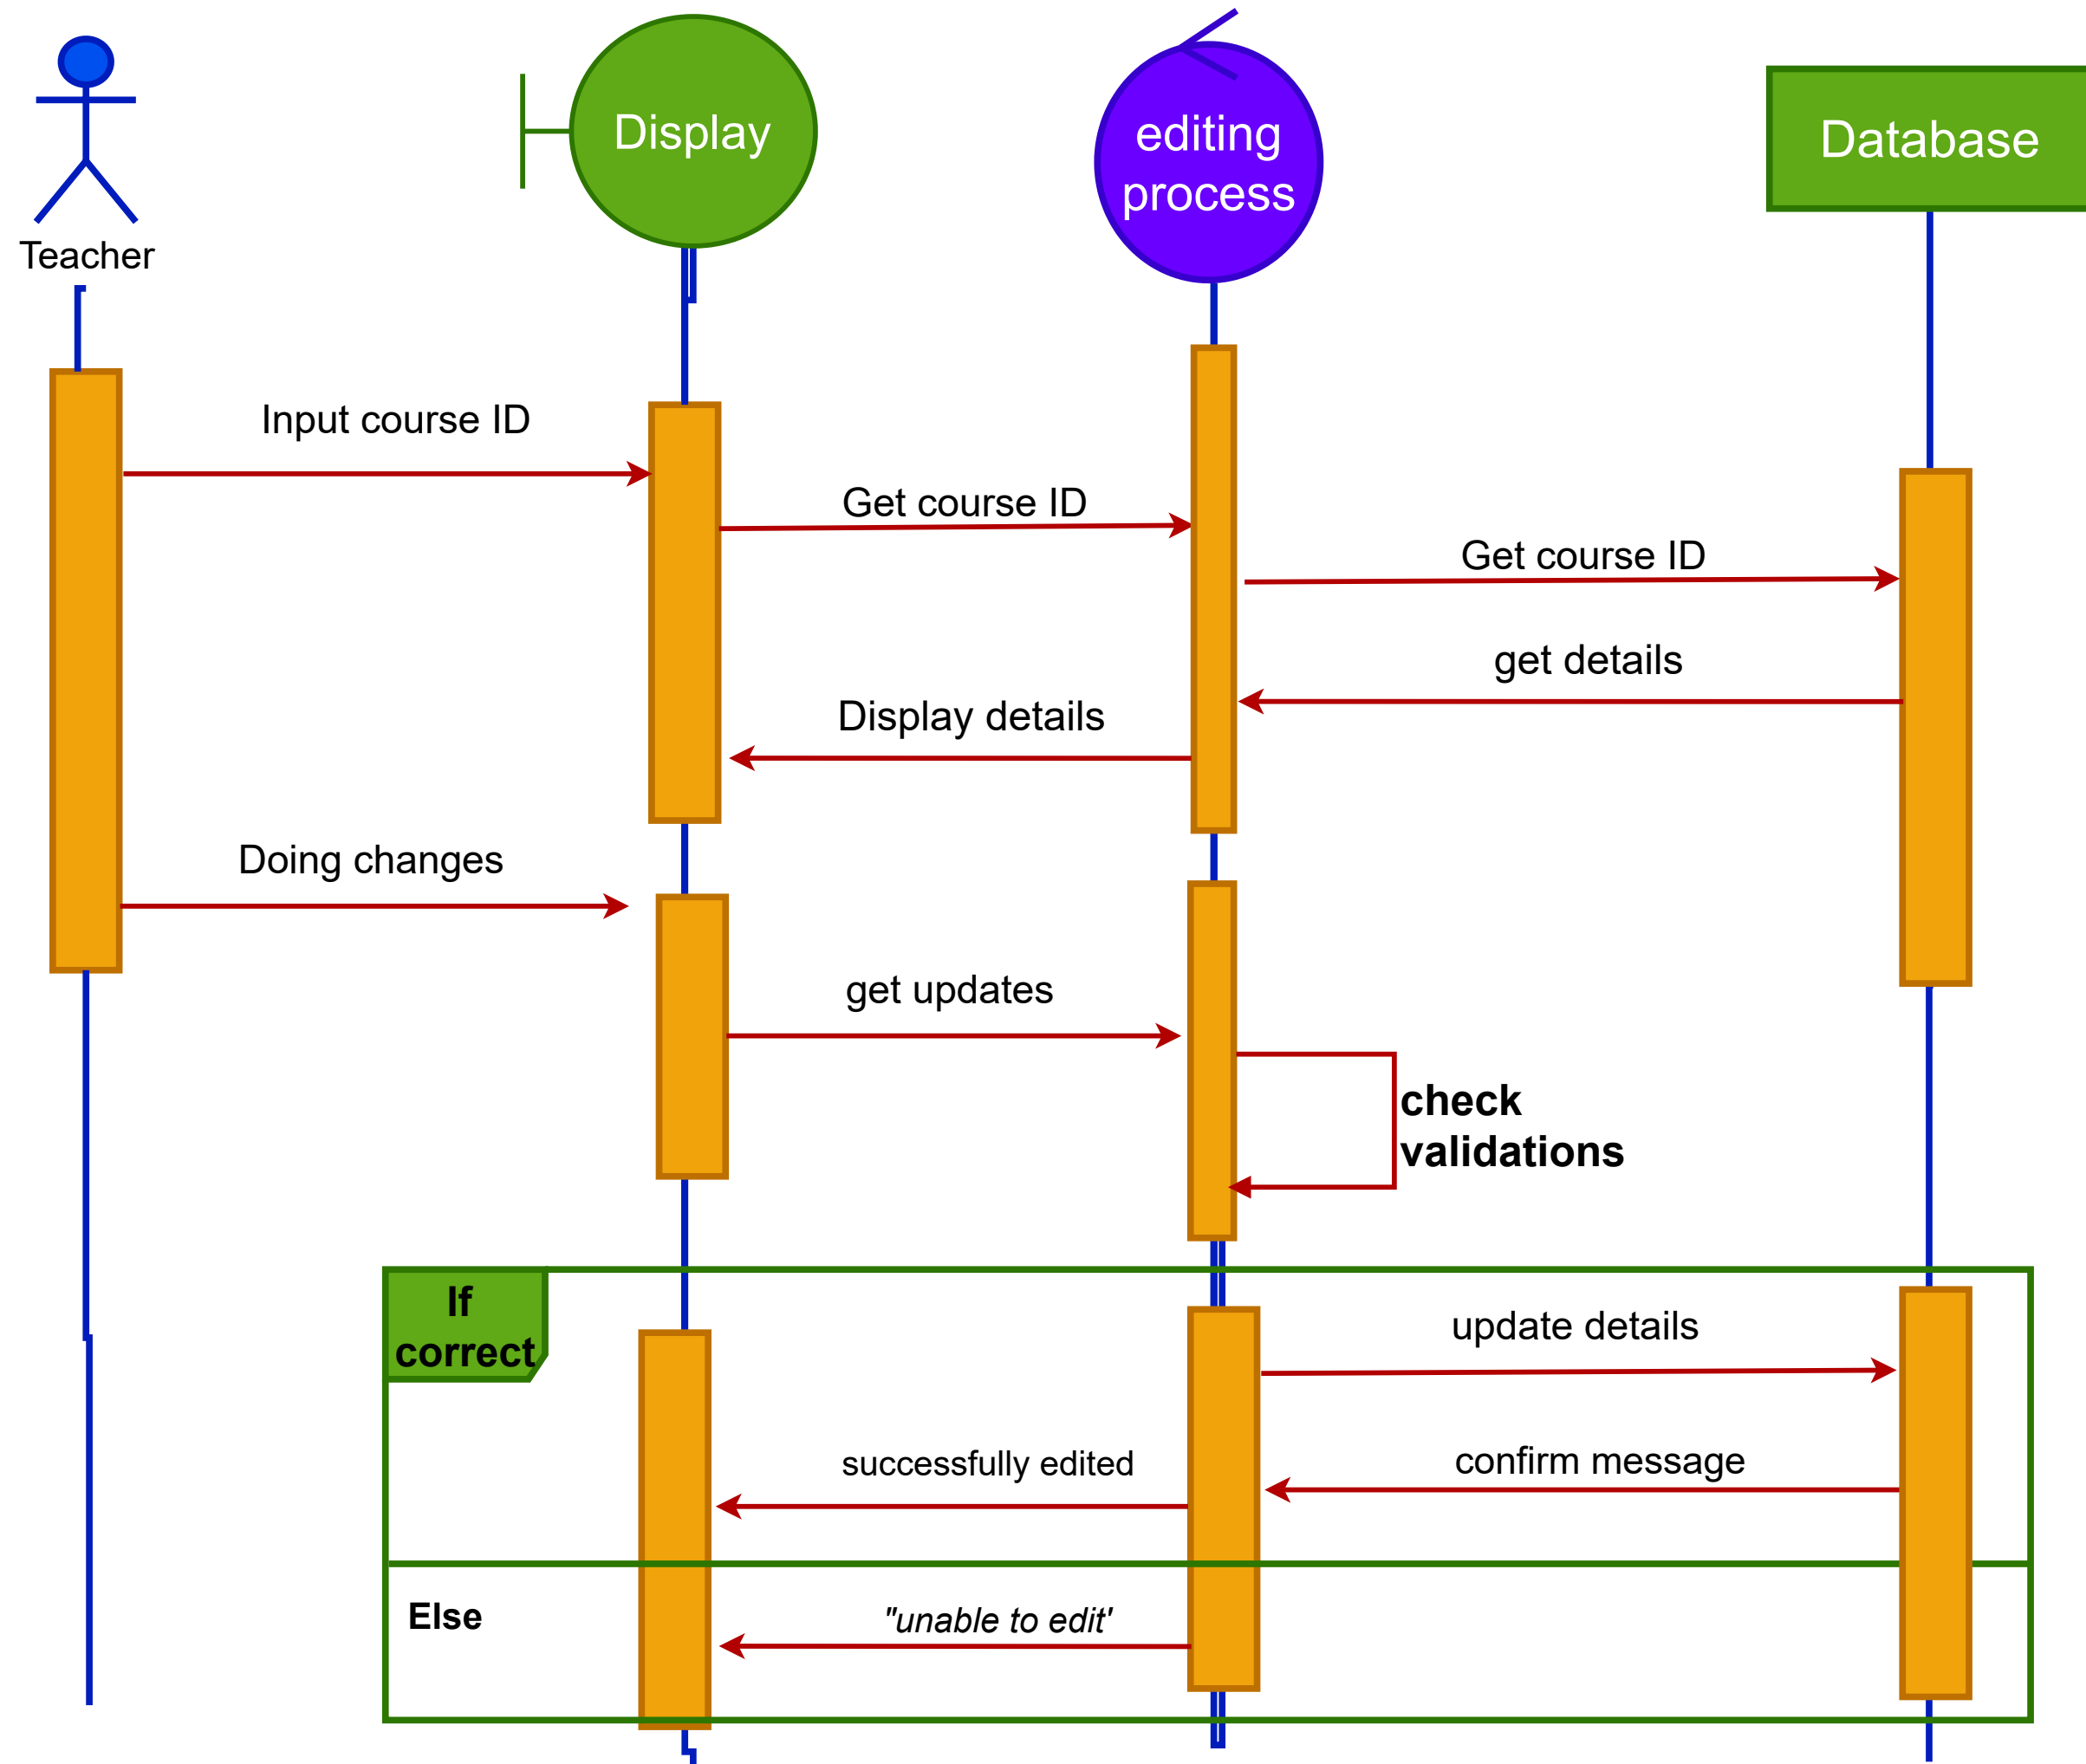 Display
editing
process
Database
Teacher
Input course ID
Get course ID
Get course ID
get details
Display details
Doing changes
get updates
check
validations
If
correct
update details
successfully edited
confirm message
Else
"unable to edit'